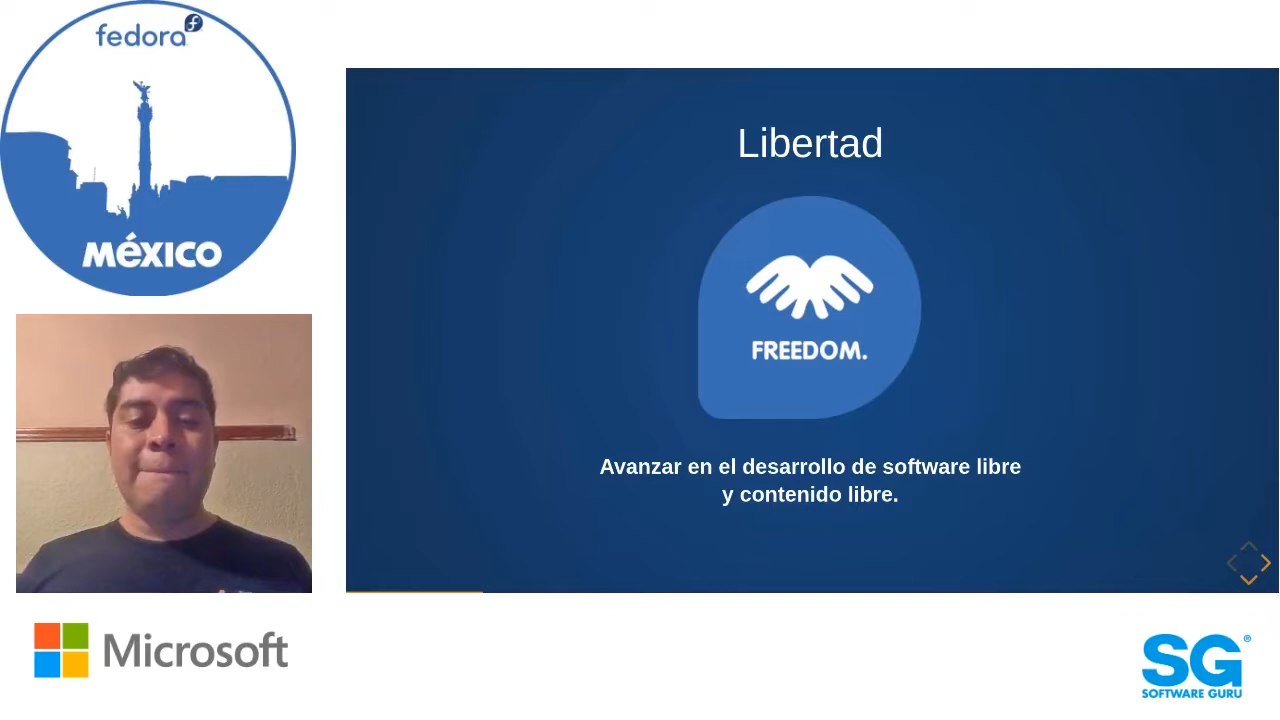 fedora
MÉXICO
Libertad
FREEDOM.
Avanzar en el desarrollo de software libre
y contenido libre.
Microsoft
SG®
SOFTWARE GURU